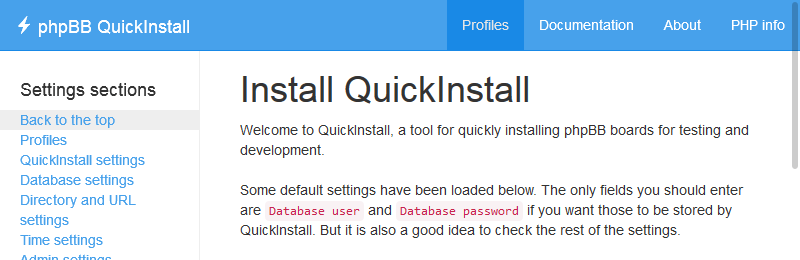 phpBB QuickInstall
Profiles
Documentation
About
PHP info
Settings sections
Back to the top
Profiles
QuickInstall settings
Database settings
Directory and URL
settings
Time settings
Admin settings
Install QuickInstall
Welcome to QuickInstall, a tool for quickly installing phpBB boards for testing and
development.
Some default settings have been loaded below. The only fields you should enter
are Database user and Database password if you want those to be stored by
QuickInstall. But it is also a good idea to check the rest of the settings.